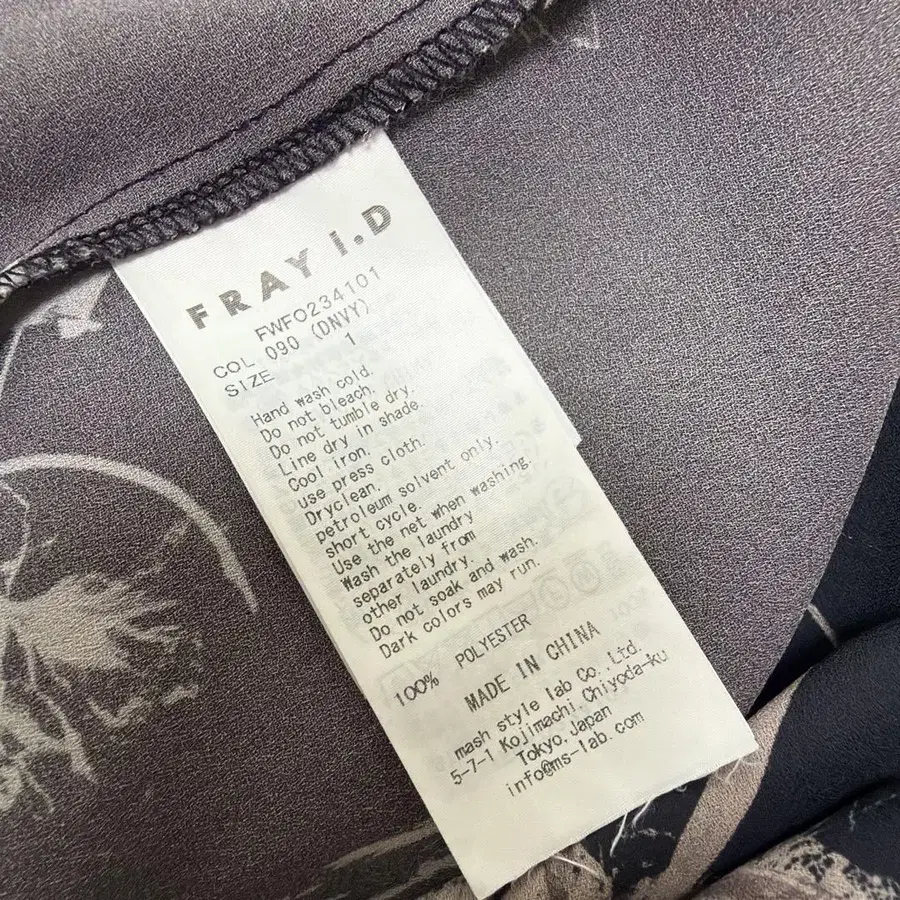 FRAY i.D
FWFO234101
COL 090 (DNVY)
SIZE 1
Hand wash cold.
Do not bleach.
Do not tumble dry.
Line dry in shade.
Cool iron.
use press cloth.
Dryclean.
petroleum solvent only.
short cycle.
Use the net when washing.
Wash the laundry
separately from
other laundry.
Do not soak and wash.
Dark colors may run.
100% POLYESTER
MADE IN CHINA
mash style lab Co. Ltd.
5-7-1 Kojimachi, Chiyoda-ku
Tokyo, Japan
info@ms-lab.com